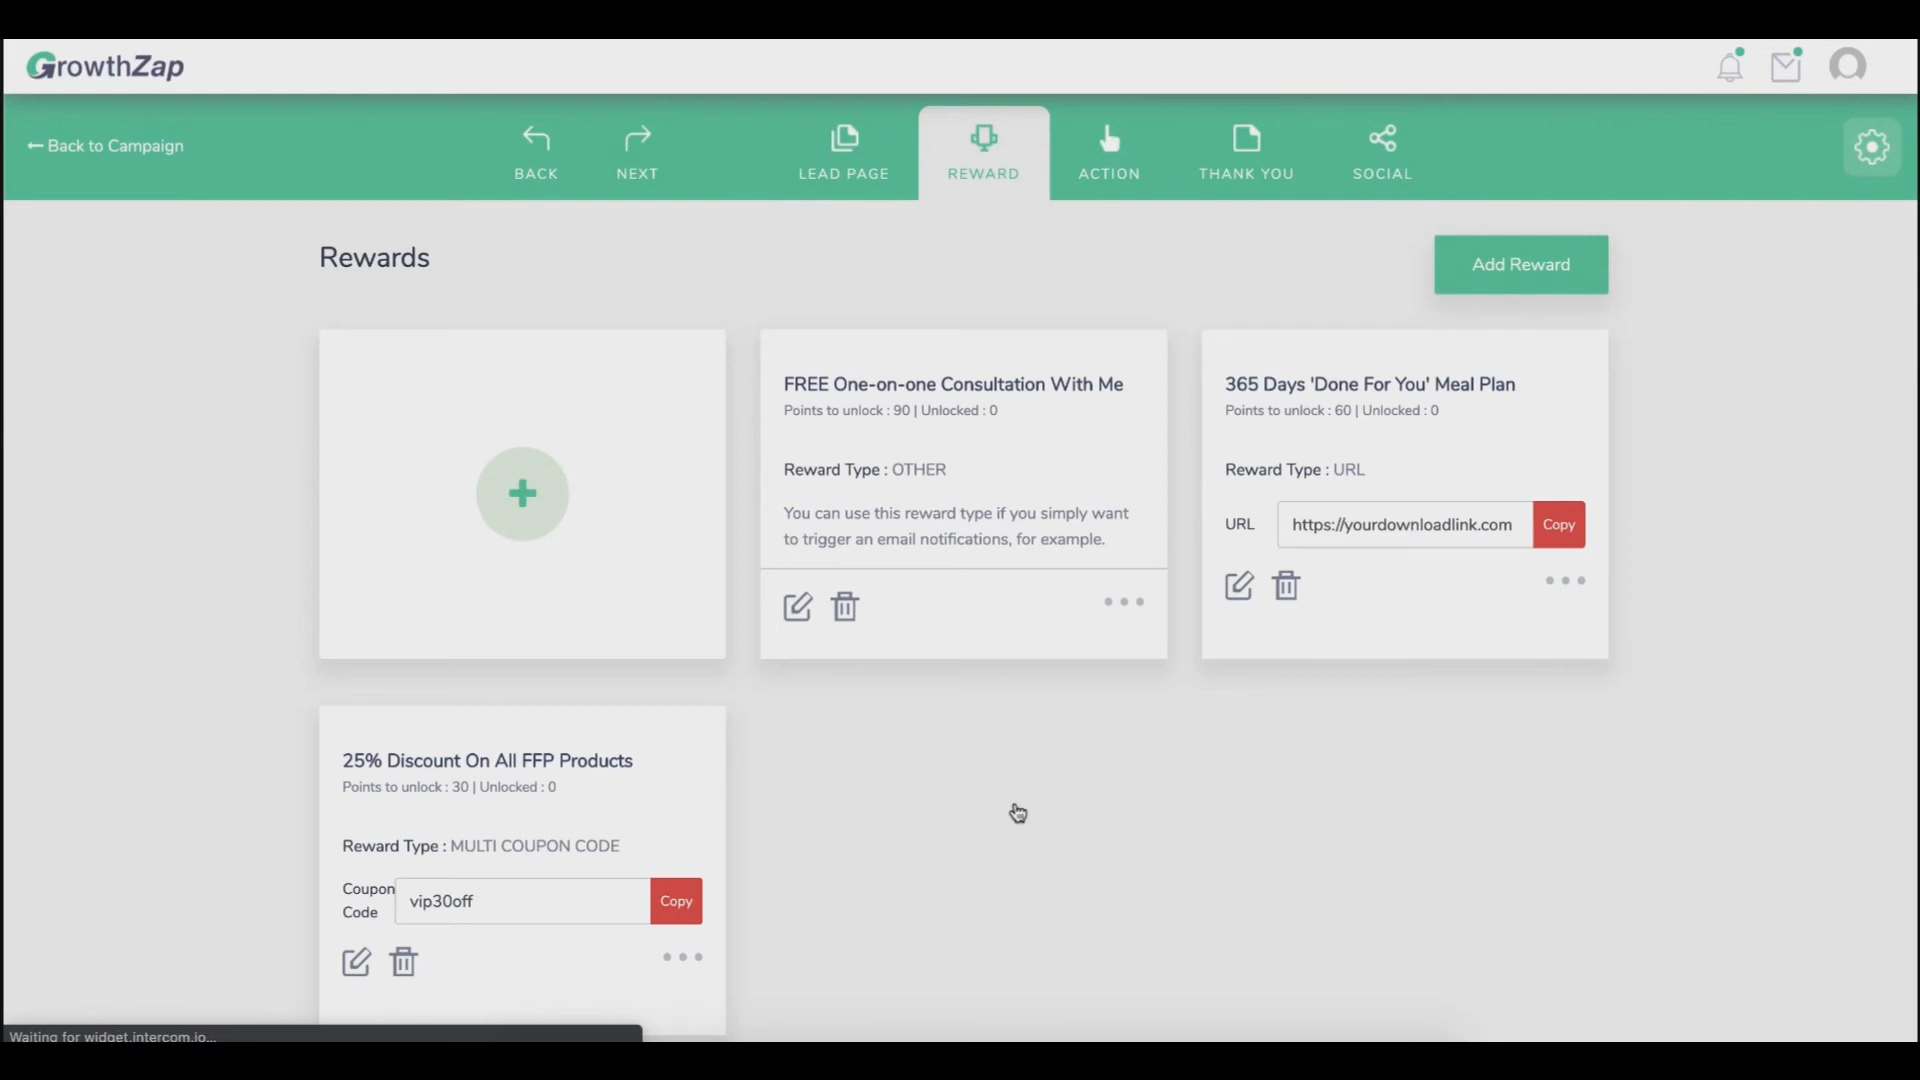 GrowthZap
Back to Campaign
BACK
NEXT
LEAD PAGE
REWARD
ACTION
THANK YOU
SOCIAL
Rewards
Add Reward
FREE One-on-one Consultation With Me
Points to unlock : 90 | Unlocked : 0
Reward Type : OTHER
You can use this reward type if you simply want
to trigger an email notifications, for example.
365 Days 'Done For You' Meal Plan
Points to unlock : 60 | Unlocked : 0
Reward Type : URL
URL
https://yourdownloadlink.com
Copy
25% Discount On All FFP Products
Points to unlock : 30 | Unlocked : 0
Reward Type : MULTI COUPON CODE
Coupon
Code
vip30off
Copy
Waiting for widget.intercom.io...